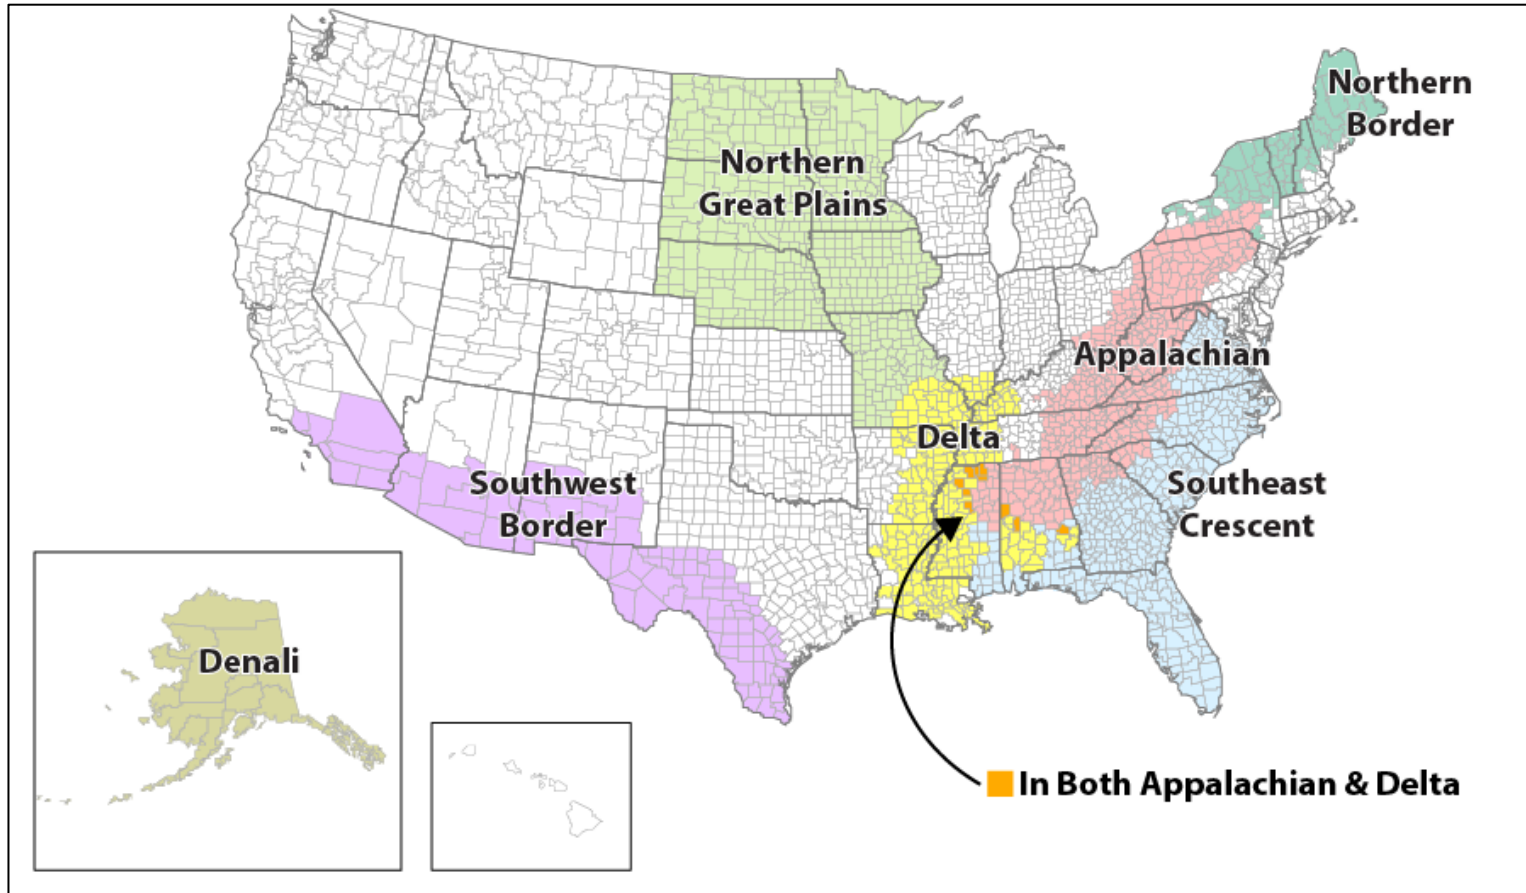 Northern
Border
Northern
Great Plains
Appalachian
Delta
Southwest
Border
Southeast
Crescent
Denali
In Both Appalachian & Delta